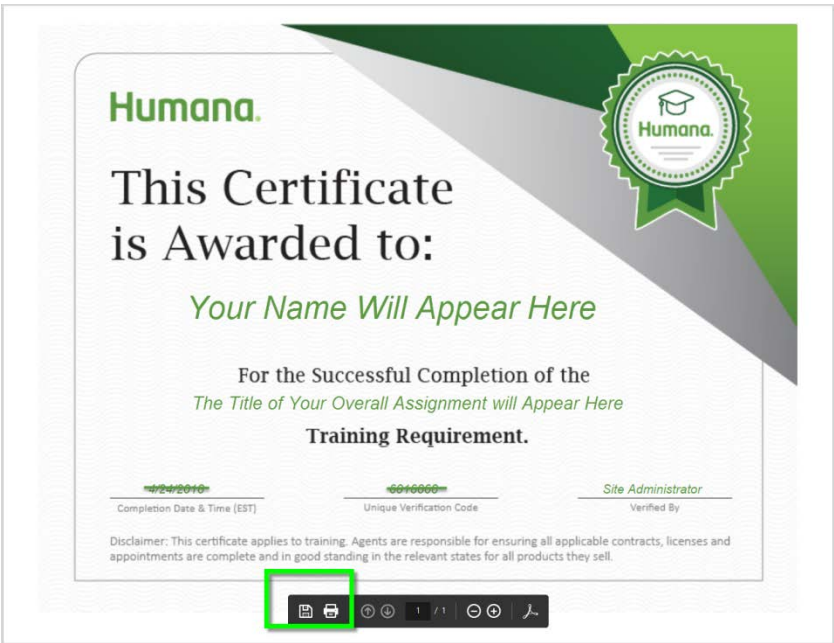 Humana.
Humana.
This Certificate
is Awarded to:
Your Name Will Appear Here
For the Successful Completion of the
The Title of Your Overall Assignment will Appear Here
Training Requirement.
4/24/2018
Site Administrator
Completion Date & Time (EST)
Unique Verification Code
Verified By
Disclaimer: This certificate applies to training. Agents are responsible for ensuring all applicable contracts, licenses and
appointments are complete and in good standing in the relevant states for all products they sell.
1 / 1